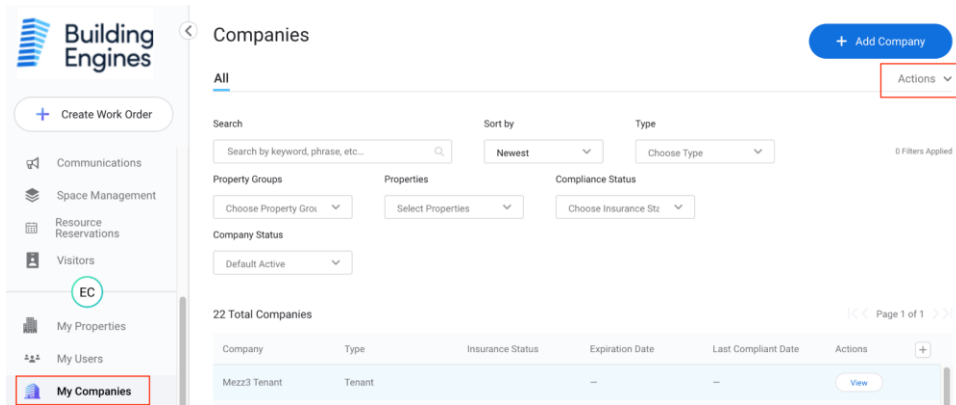 Building
Engines
Create Work Order
Communications
Space Management
Resource
Reservations
Visitors
EC
My Properties
My Users
My Companies
Companies
+ Add Company
All
Actions
Search
Sort by
Type
Search by keyword, phrase, etc...
Newest
Choose Type
0 Filters Applied
Property Groups
Properties
Compliance Status
Choose Property Grou
Select Properties
Choose Insurance Sta
Company Status
Default Active
22 Total Companies
Page 1 of 1
Company Type Insurance Status Expiration Date Last Compliant Date Actions
Mezz3 Tenant Tenant – – View